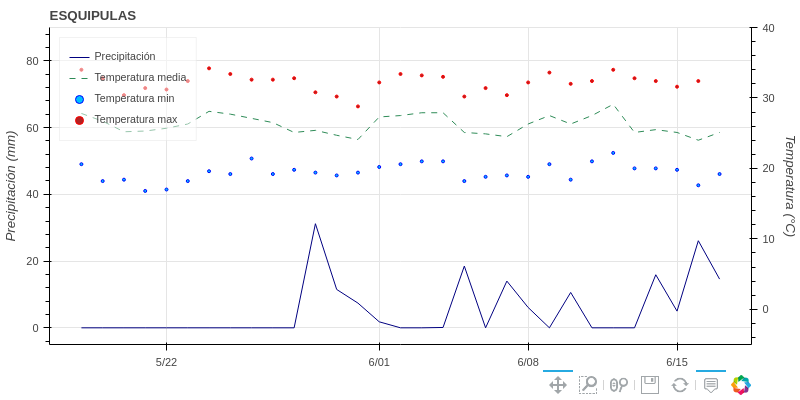 ESQUIPULAS
Precipitación
Temperatura media
Temperatura min
Temperatura max
Precipitación (mm)
80
60
40
20
0
Temperatura (°C)
40
30
20
10
0
5/22
6/01
6/08
6/15